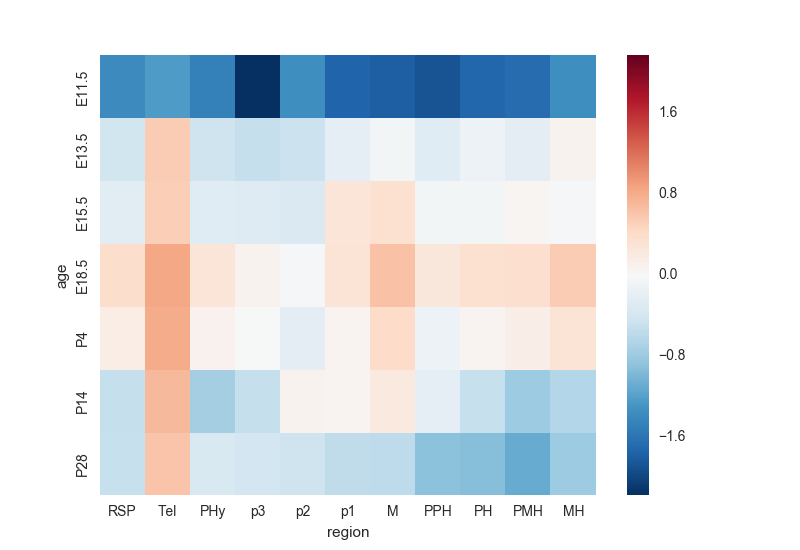 age
E11.5
E13.5
E15.5
E18.5
P4
P14
P28
RSP Tel PHy p3 p2 p1 M PPH PH PMH MH
region
1.6
0.8
0.0
−0.8
−1.6